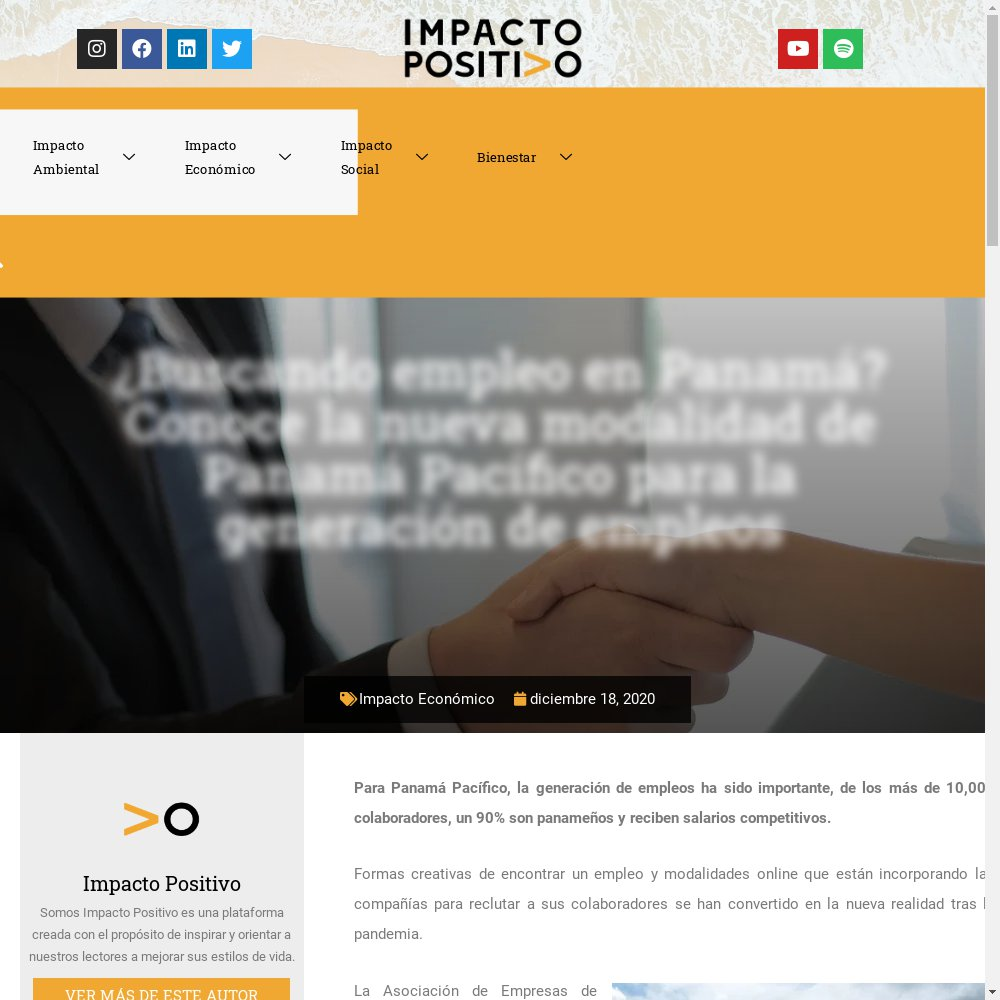 IMPACTO
POSITIVO
Impacto
Ambiental
Impacto
Económico
Impacto
Social
Bienestar
¿Buscando empleo en Panamá?
Conoce la nueva modalidad de
Panamá Pacífico para la
generación de empleos
Impacto Económico
diciembre 18, 2020
>O
Impacto Positivo
Somos Impacto Positivo es una plataforma
creada con el propósito de inspirar y orientar a
nuestros lectores a mejorar sus estilos de vida.
VER MÁS DE ESTE AUTOR
Para Panamá Pacífico, la generación de empleos ha sido importante, de los más de 10,00
colaboradores, un 90% son panameños y reciben salarios competitivos.
Formas creativas de encontrar un empleo y modalidades online que están incorporando la
compañías para reclutar a sus colaboradores se han convertido en la nueva realidad tras
pandemia.
La Asociación de Empresas de